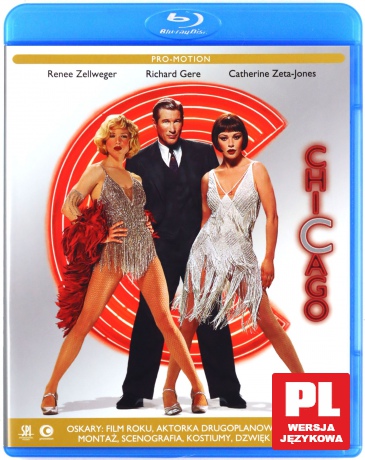 Blu-ray Disc
PRO-MOTION
Renee Zellweger Richard Gere Catherine Zeta-Jones
CHICAGO
OSKARY: FILM ROKU, AKTORKA DRUGOPLANOW
MONTAŻ, SCENOGRAFIA, KOSTIUMY, DŹWIĘK
PL
WERSJA
JĘZYKOWA